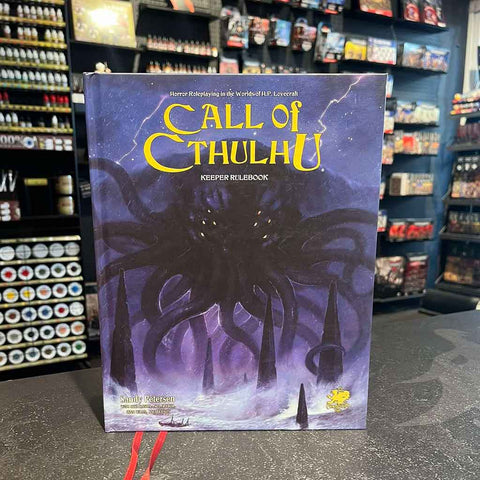 Horror Roleplaying in the Worlds of H.P. Lovecraft
CALL of
CTHULHU
KEEPER RULEBOOK
Sandy Petersen